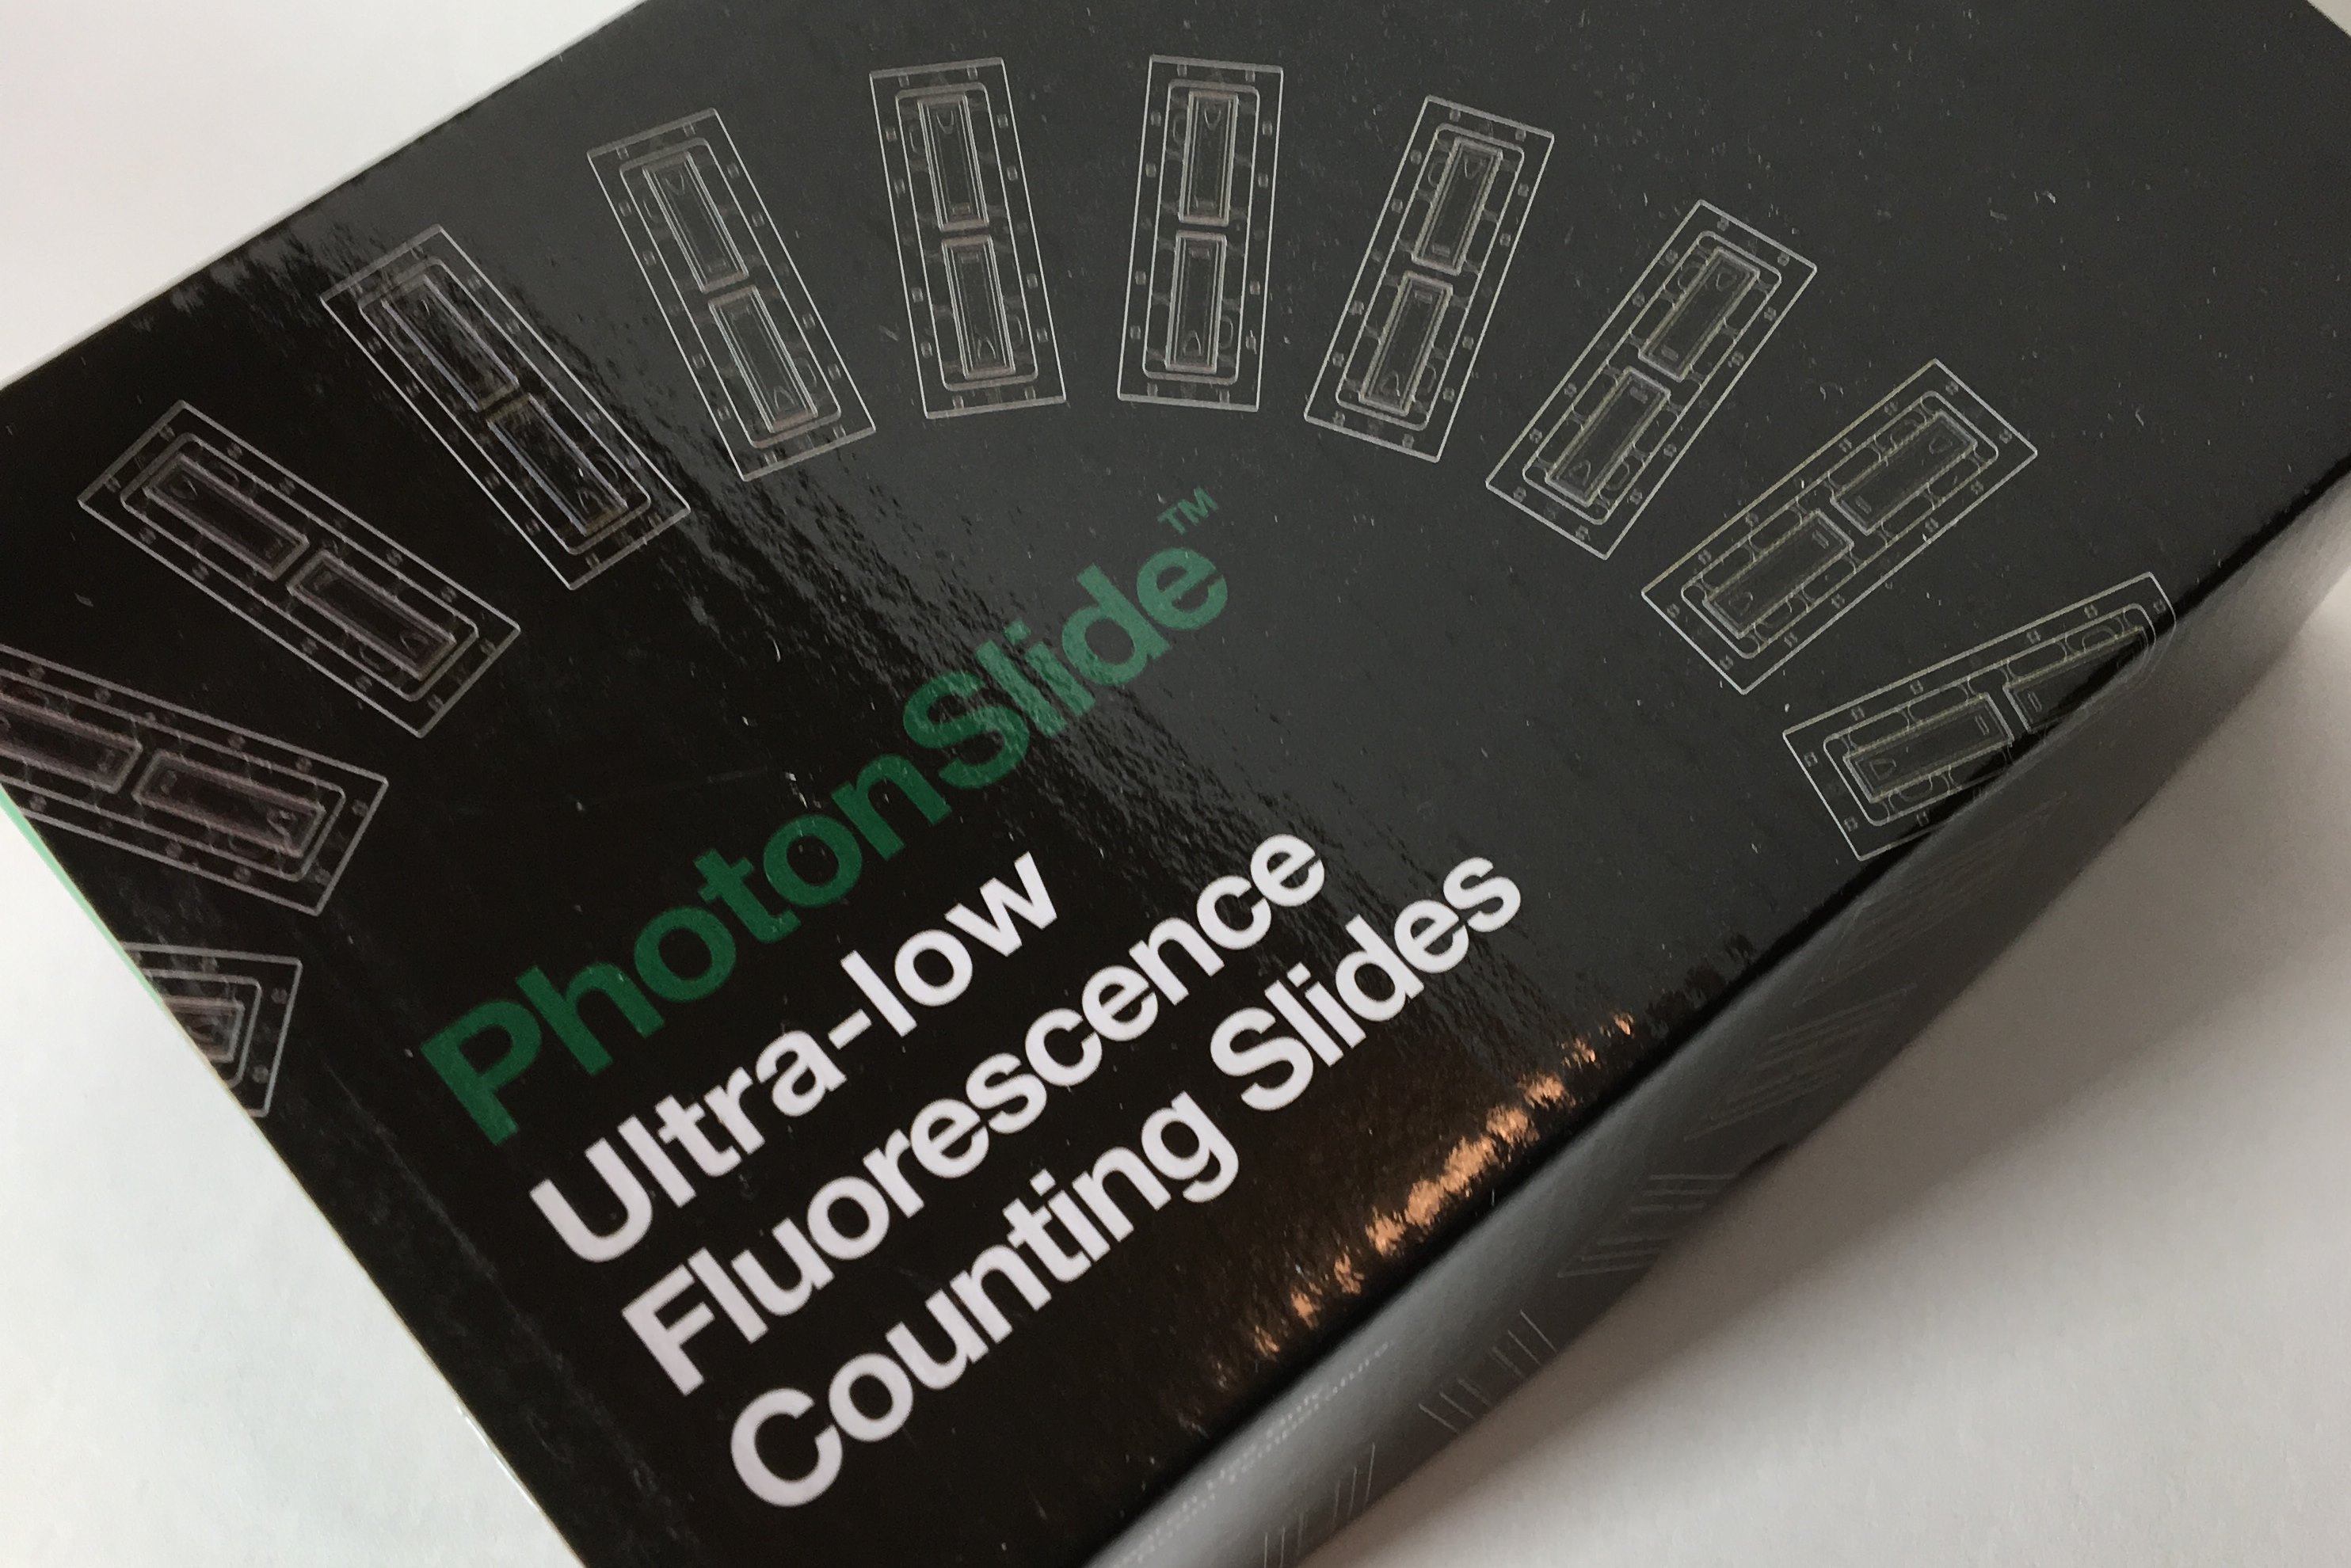 PhotonSlide™
Ultra-low
Fluorescence
Counting Slides